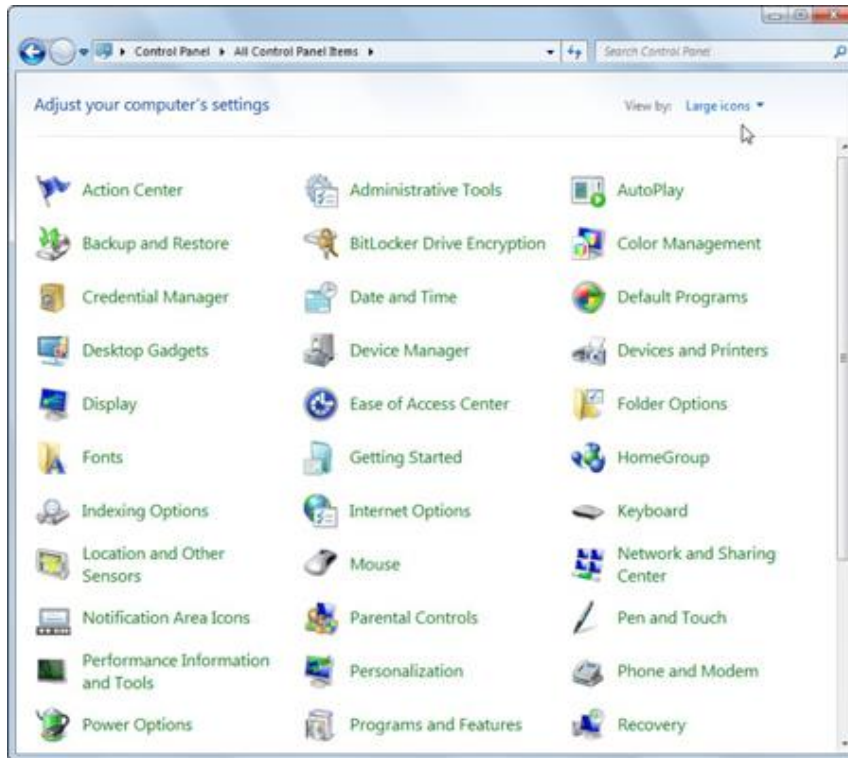 Control Panel All Control Panel Items Search Control Panel
Adjust your computer's settings View by: Large icons
Action Center Administrative Tools AutoPlay
Backup and Restore BitLocker Drive Encryption Color Management
Credential Manager Date and Time Default Programs
Desktop Gadgets Device Manager Devices and Printers
Display Ease of Access Center Folder Options
Fonts Getting Started HomeGroup
Indexing Options Internet Options Keyboard
Location and Other Sensors Mouse Network and Sharing Center
Notification Area Icons Parental Controls Pen and Touch
Performance Information and Tools Personalization Phone and Modem
Power Options Programs and Features Recovery